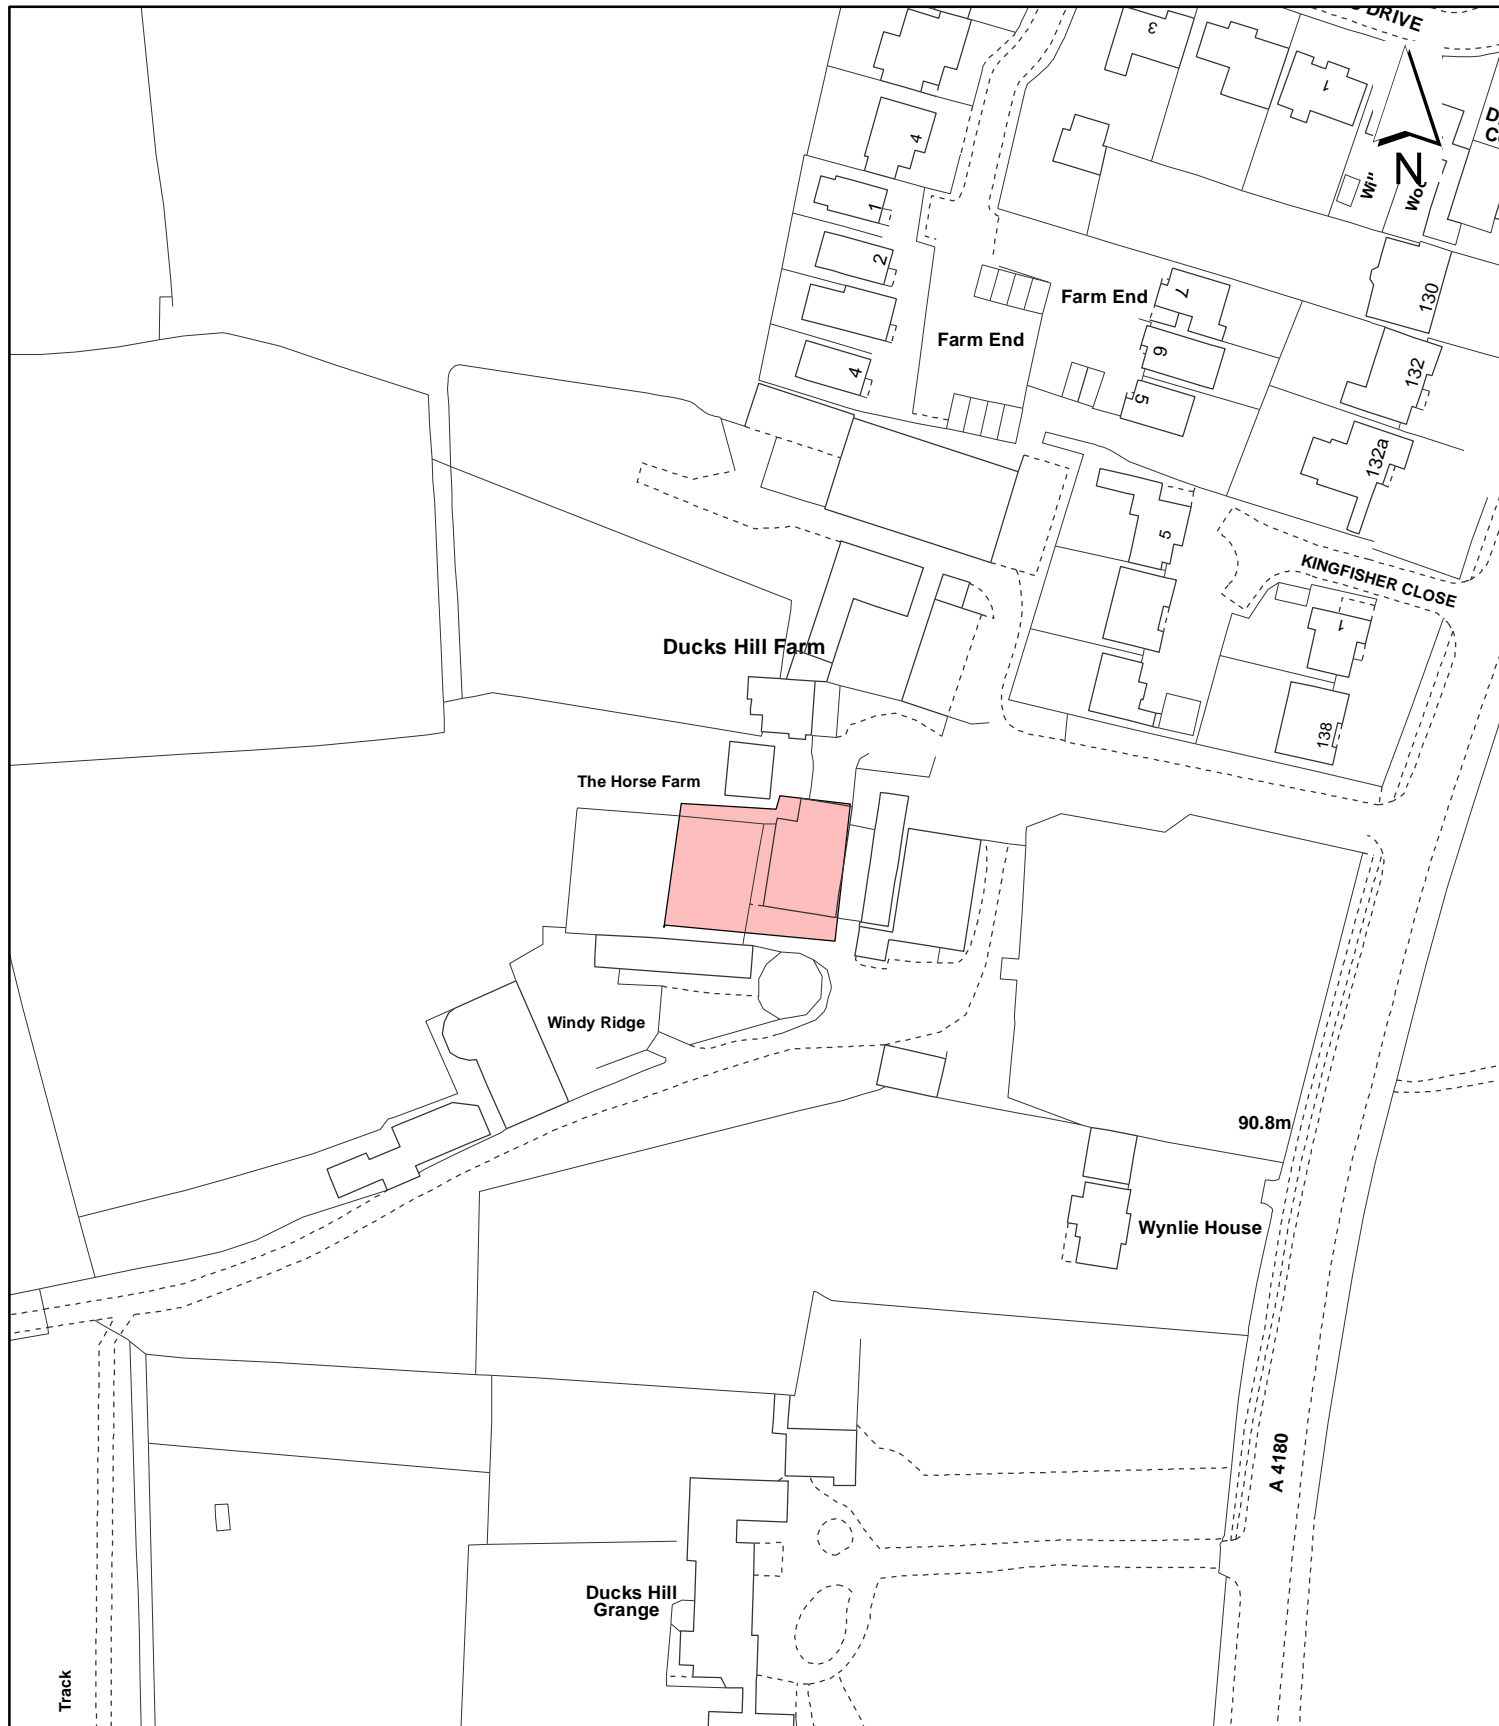 DRIVE
3
1
4
N
1
2
130
7
Farm End
Farm End
6
132
4
5
132a
5
KINGFISHER CLOSE
1
Ducks Hill Farm
138
The Horse Farm
Windy Ridge
90.8m
Wynlie House
A 4180
Ducks Hill
Grange
Track